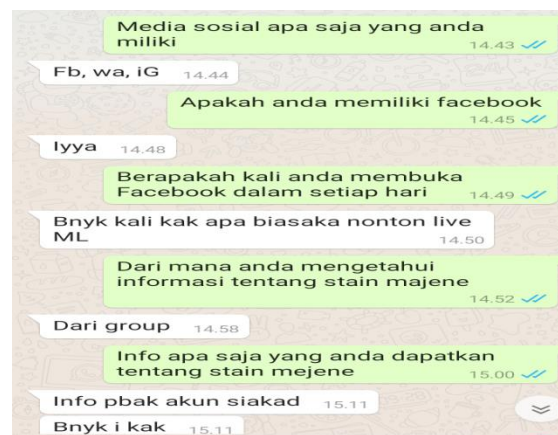 Media sosial apa saja yang anda
miliki
14.43
Fb, wa, iG 14.44
Apakah anda memiliki facebook
14.45
Iyya 14.48
Berapakah kali anda membuka
Facebook dalam setiap hari 14.49
Bnyk kali kak apa biasaka nonton live
ML
14.50
Dari mana anda mengetahui
informasi tentang stain majene
14.52
Dari group 14.58
Info apa saja yang anda dapatkan
tentang stain mejene 15.00
Info pbak akun siakad 15.11
Bnyk i kak 15.11